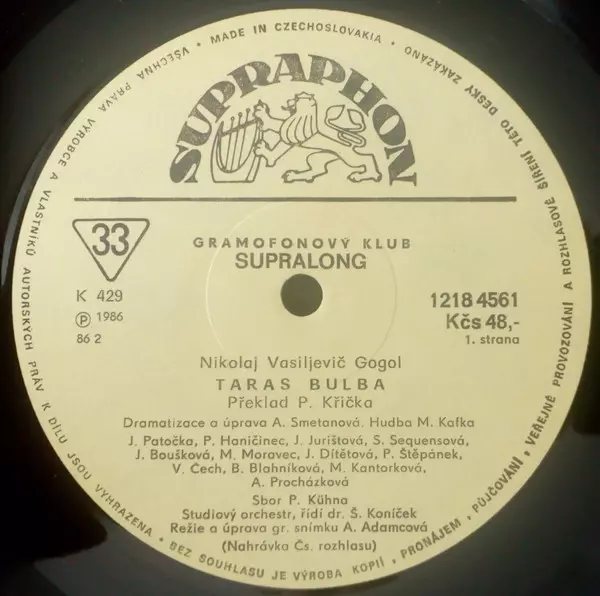 VŠECHNA PRÁVA VÝROBCE A VLASTNÍKŮ AUTORSKÝCH PRÁV K DÍLU JSOU VYHRAZENA • BEZ SOUHLASU JE VÝROBA KOPIÍ, PRONÁJEM, PŮJČOVÁNÍ, VEŘEJNÉ PROVOZOVÁNÍ A ROZHLASOVÉ ŠÍŘENÍ TÉTO DESKY ZAKÁZÁNO • MADE IN CZECHOSLOVAKIA •
SUPRAPHON
33
GRAMOFONOVÝ KLUB
SUPRALONG
K 429
Ⓟ 1986
86 2
1218 4561
Kčs 48,-
1. strana
Nikolaj Vasiljevič Gogol
TARAS BULBA
Překlad P. Křička
Dramatizace a úprava A. Smetanová. Hudba M. Kafka
J. Patočka, P. Haničinec, J. Jurištová, S. Sequensová,
J. Boušková, M. Moravec, J. Dítětová, P. Štěpánek,
V. Čech, B. Blahníková, M. Kantorková,
A. Procházková
Sbor P. Kühna
Studiový orchestr, řídí dr. Š. Koníček
Režie a úprava gr. snímku A. Adamcová
(Nahrávka Čs. rozhlasu)